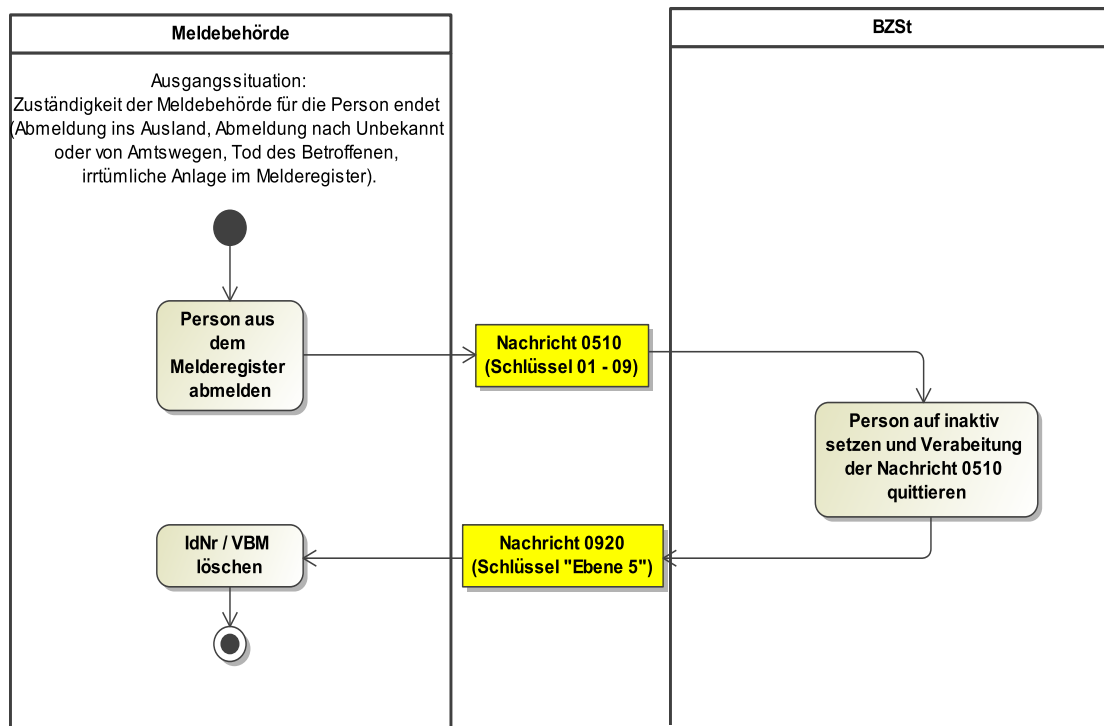 Meldebehörde
BZSt
Ausgangssituation:
Zuständigkeit der Meldebehörde für die Person endet
(Abmeldung ins Ausland, Abmeldung nach Unbekannt
oder von Amtswegen, Tod des Betroffenen,
irrtümliche Anlage im Melderegister).
Person aus
dem
Melderegister
abmelden
Nachricht 0510
(Schlüssel 01 - 09)
Person auf inaktiv
setzen und Verabeitung
der Nachricht 0510
quittieren
Nachricht 0920
(Schlüssel "Ebene 5")
IdNr / VBM
löschen